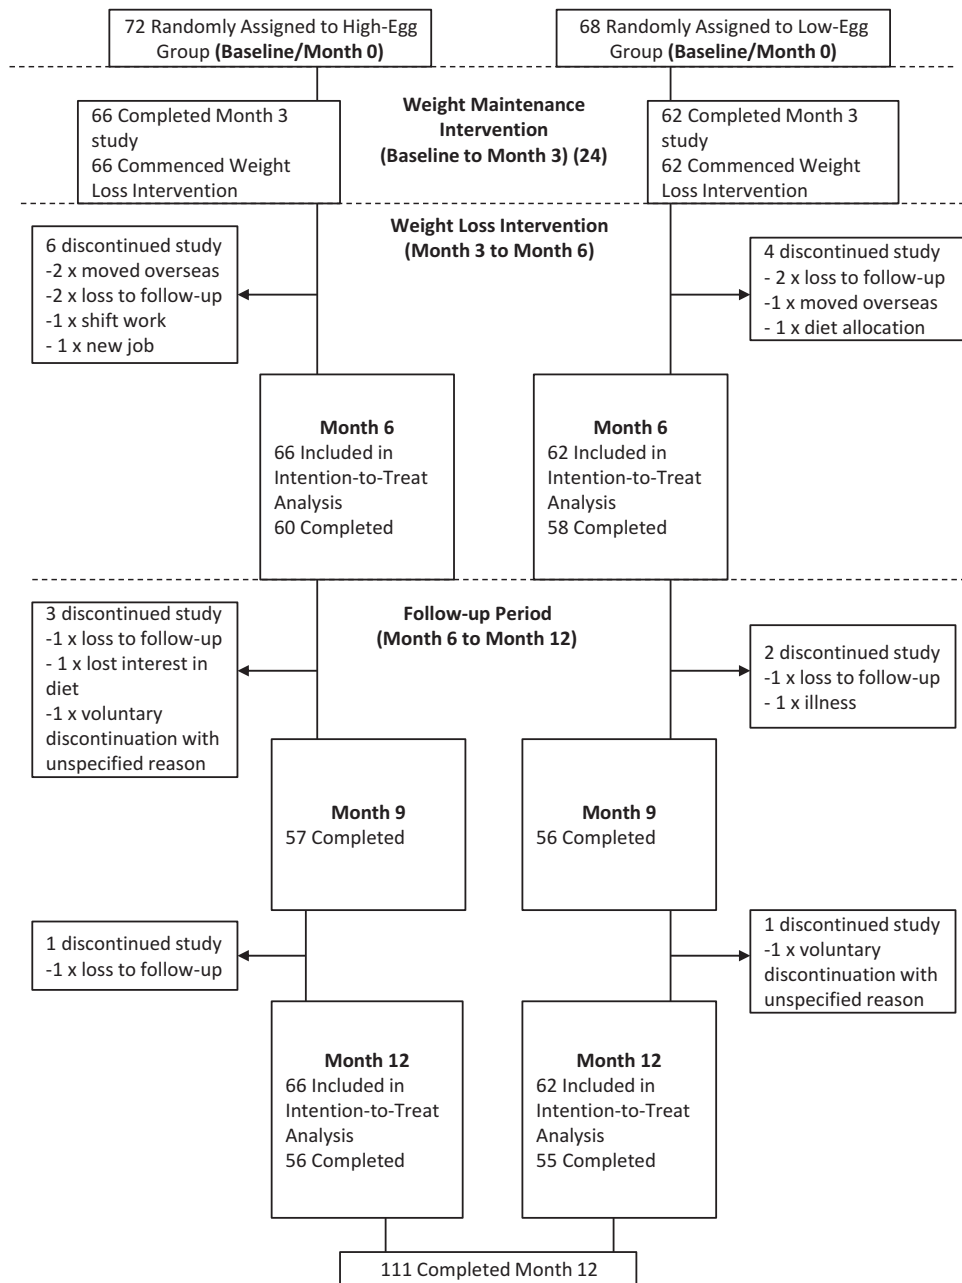 72 Randomly Assigned to High-Egg
Group (Baseline/Month 0)
68 Randomly Assigned to Low-Egg
Group (Baseline/Month 0)
66 Completed Month 3
study
66 Commenced Weight
Loss Intervention
Weight Maintenance
Intervention
(Baseline to Month 3) (24)
62 Completed Month 3
study
62 Commenced Weight
Loss Intervention
Weight Loss Intervention
(Month 3 to Month 6)
6 discontinued study
-2 x moved overseas
-2 x loss to follow-up
-1 x shift work
- 1 x new job
4 discontinued study
- 2 x loss to follow-up
-1 x moved overseas
- 1 x diet allocation
Month 6
66 Included in
Intention-to-Treat
Analysis
60 Completed
Month 6
62 Included in
Intention-to-Treat
Analysis
58 Completed
Follow-up Period
(Month 6 to Month 12)
3 discontinued study
-1 x loss to follow-up
- 1 x lost interest in
diet
-1 x voluntary
discontinuation with
unspecified reason
2 discontinued study
-1 x loss to follow-up
- 1 x illness
Month 9
57 Completed
Month 9
56 Completed
1 discontinued study
-1 x loss to follow-up
1 discontinued study
-1 x voluntary
discontinuation with
unspecified reason
Month 12
66 Included in
Intention-to-Treat
Analysis
56 Completed
Month 12
62 Included in
Intention-to-Treat
Analysis
55 Completed
111 Completed Month 12